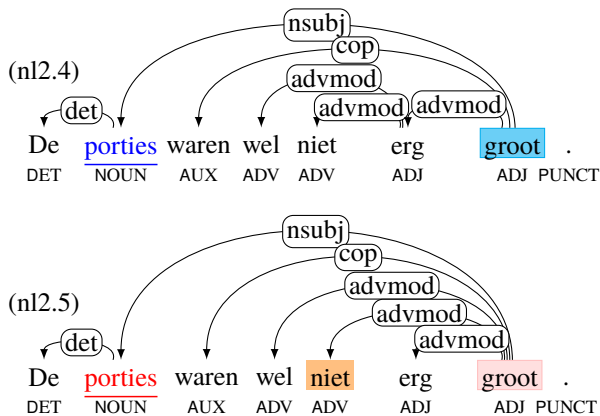 nsubj
cop
(nl2.4)
advmod
det advmod advmod
De porties waren wel niet erg groot .
DET NOUN AUX ADV ADV ADJ ADJ PUNCT
nsubj
cop
(nl2.5)
advmod
advmod
det advmod
De porties waren wel niet erg groot .
DET NOUN AUX ADV ADV ADJ ADJ PUNCT